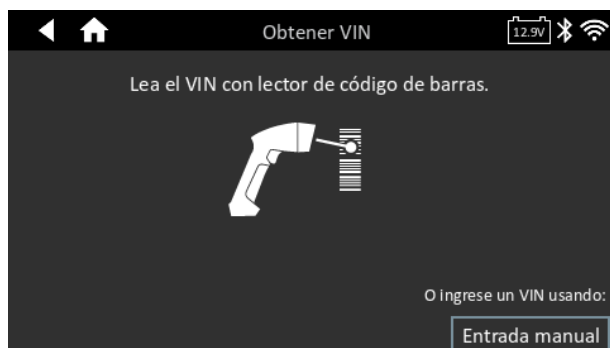 Obtener VIN
12.9V
Lea el VIN con lector de código de barras.
O ingrese un VIN usando:
Entrada manual